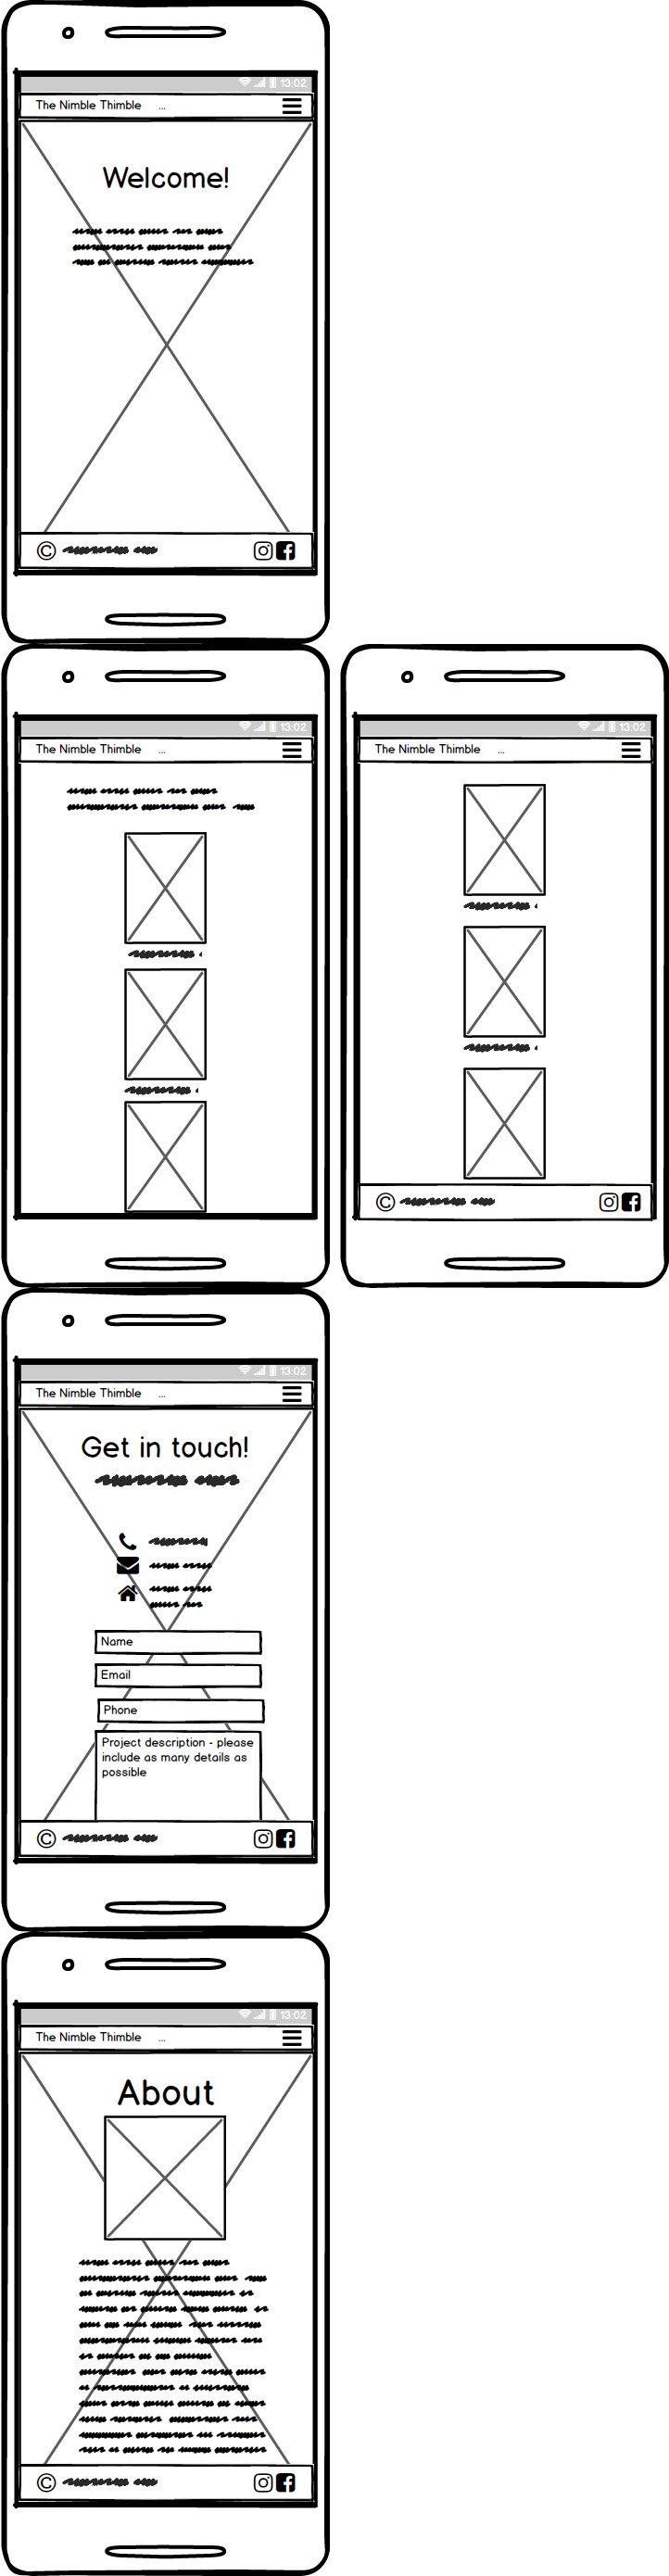 13:02
The Nimble Thimble ...
Welcome!
©
13:02
The Nimble Thimble ...
13:02
The Nimble Thimble ...
©
13:02
The Nimble Thimble ...
Get in touch!
Name
Email
Phone
Project description - please
include as many details as
possible
©
13:02
The Nimble Thimble ...
About
©